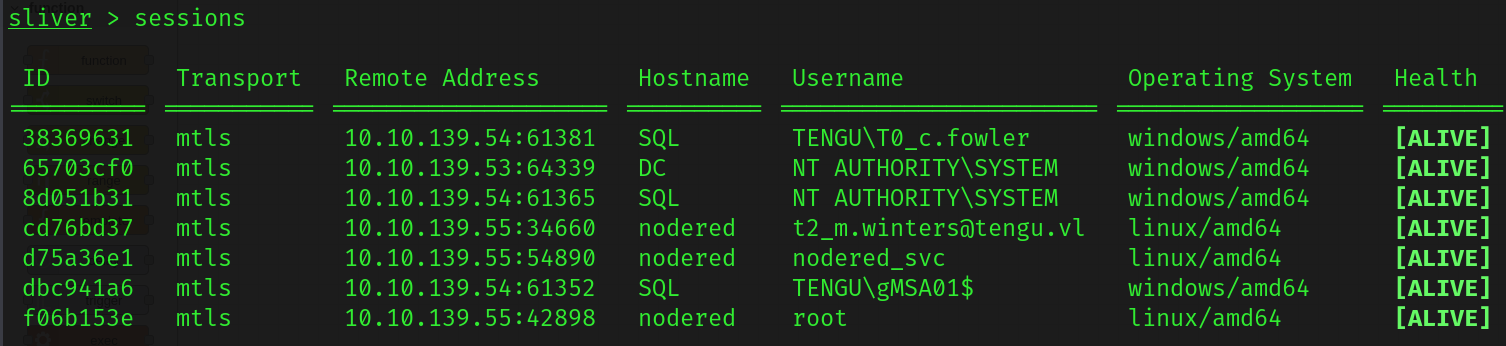 sliver > sessions
ID Transport Remote Address Hostname Username Operating System Health
38369631 mtls 10.10.139.54:61381 SQL TENGU\T0_c.fowler windows/amd64 [ALIVE]
65703cf0 mtls 10.10.139.53:64339 DC NT AUTHORITY\SYSTEM windows/amd64 [ALIVE]
8d051b31 mtls 10.10.139.54:61365 SQL NT AUTHORITY\SYSTEM windows/amd64 [ALIVE]
cd76bd37 mtls 10.10.139.55:34660 nodered t2_m.winters@tengu.vl linux/amd64 [ALIVE]
d75a36e1 mtls 10.10.139.55:54890 nodered nodered_svc linux/amd64 [ALIVE]
dbc941a6 mtls 10.10.139.54:61352 SQL TENGU\gMSA01$ windows/amd64 [ALIVE]
f06b153e mtls 10.10.139.55:42898 nodered root linux/amd64 [ALIVE]